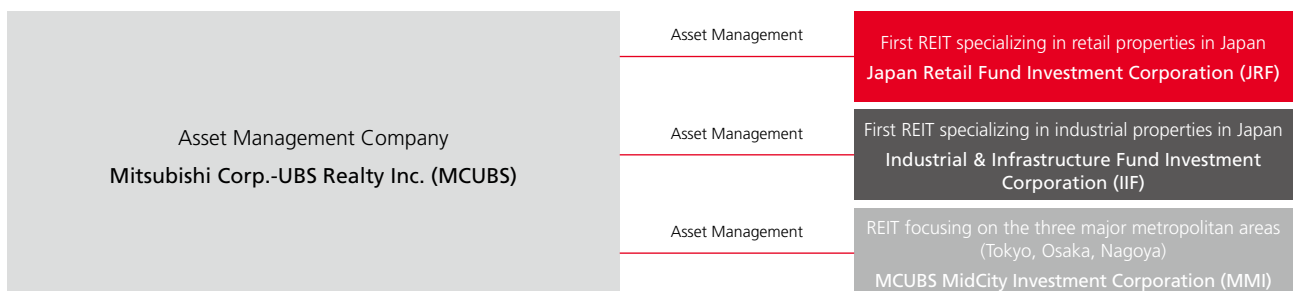 Asset Management Company
Mitsubishi Corp.-UBS Realty Inc. (MCUBS)
Asset Management
First REIT specializing in retail properties in Japan
Japan Retail Fund Investment Corporation (JRF)
Asset Management
First REIT specializing in industrial properties in Japan
Industrial & Infrastructure Fund Investment
Corporation (IIF)
Asset Management
REIT focusing on the three major metropolitan areas
(Tokyo, Osaka, Nagoya)
MCUBS MidCity Investment Corporation (MMI)